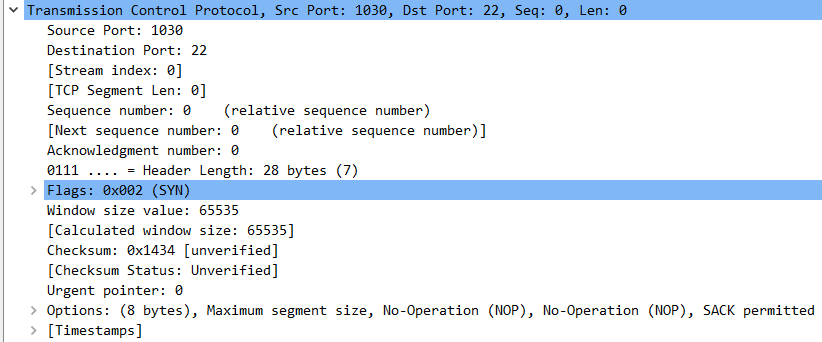 Transmission Control Protocol, Src Port: 1030, Dst Port: 22, Seq: 0, Len: 0
Source Port: 1030
Destination Port: 22
[Stream index: 0]
[TCP Segment Len: 0]
Sequence number: 0    (relative sequence number)
[Next sequence number: 0    (relative sequence number)]
Acknowledgment number: 0
0111 .... = Header Length: 28 bytes (7)
Flags: 0x002 (SYN)
Window size value: 65535
[Calculated window size: 65535]
Checksum: 0x1434 [unverified]
[Checksum Status: Unverified]
Urgent pointer: 0
Options: (8 bytes), Maximum segment size, No-Operation (NOP), No-Operation (NOP), SACK permitted
[Timestamps]